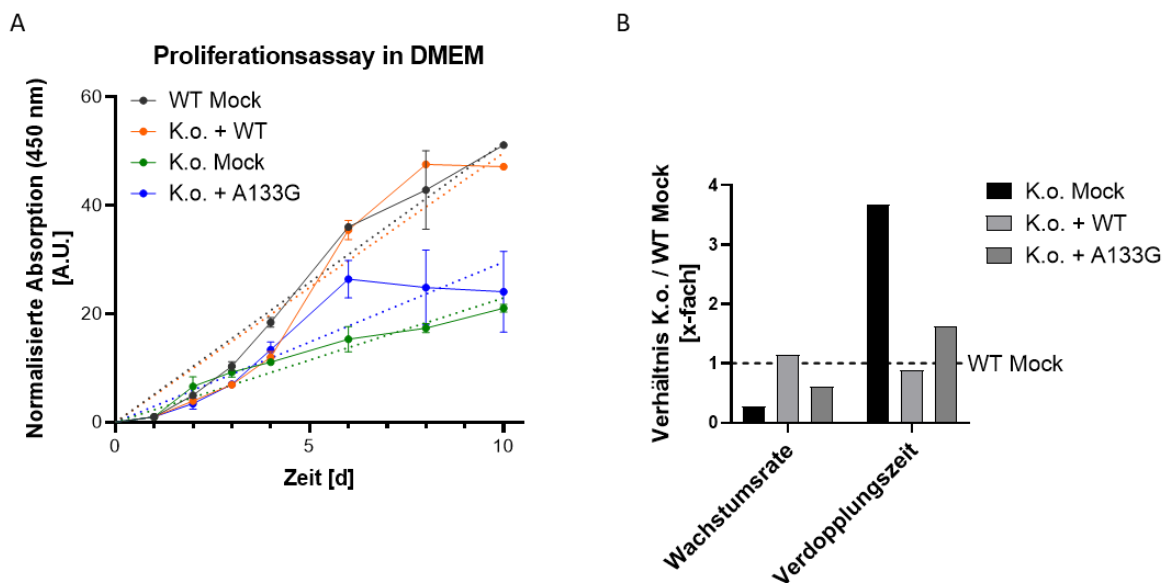 A
Proliferationsassay in DMEM
Normalisierte Absorption (450 nm)
[A.U.]
60
40
20
0
WT Mock
K.o. + WT
K.o. Mock
K.o. + A133G
0
5
10
Zeit [d]
B
Verhältnis K.o. / WT Mock
[x-fach]
4
3
2
1
0
K.o. Mock
K.o. + WT
K.o. + A133G
WT Mock
Wachstumsrate
Verdopplungszeit